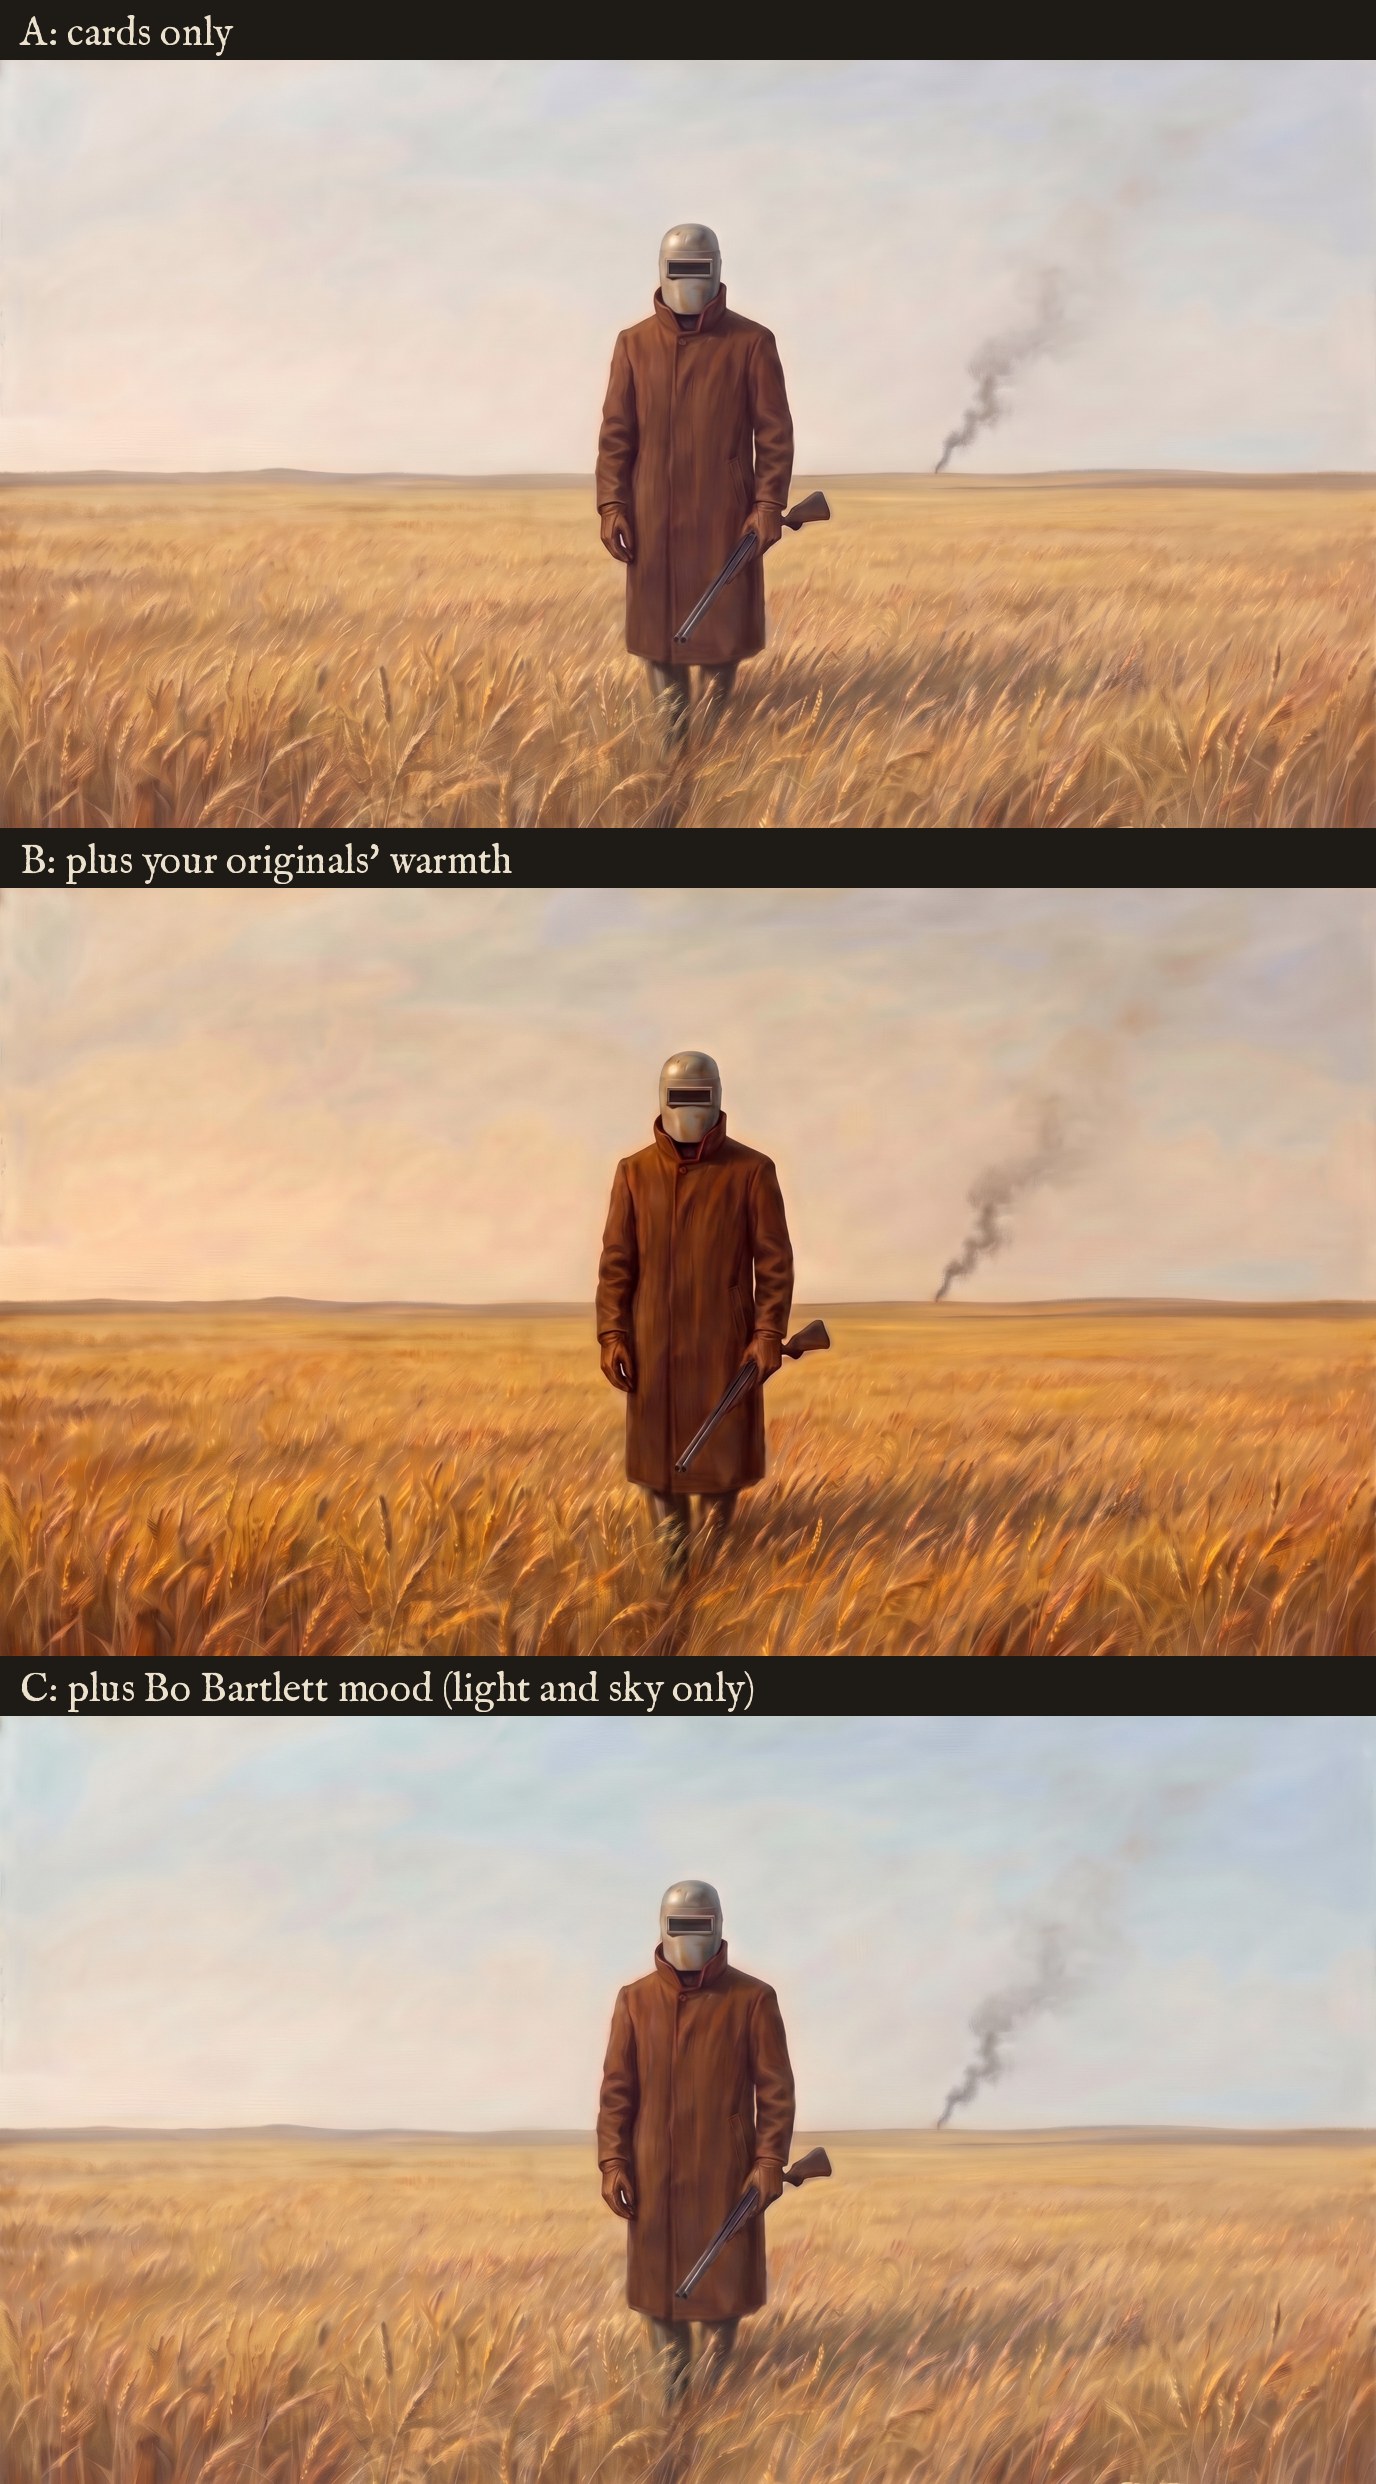 A: cards only
B: plus your originals’ warmth
C: plus Bo Bartlett mood (light and sky only)